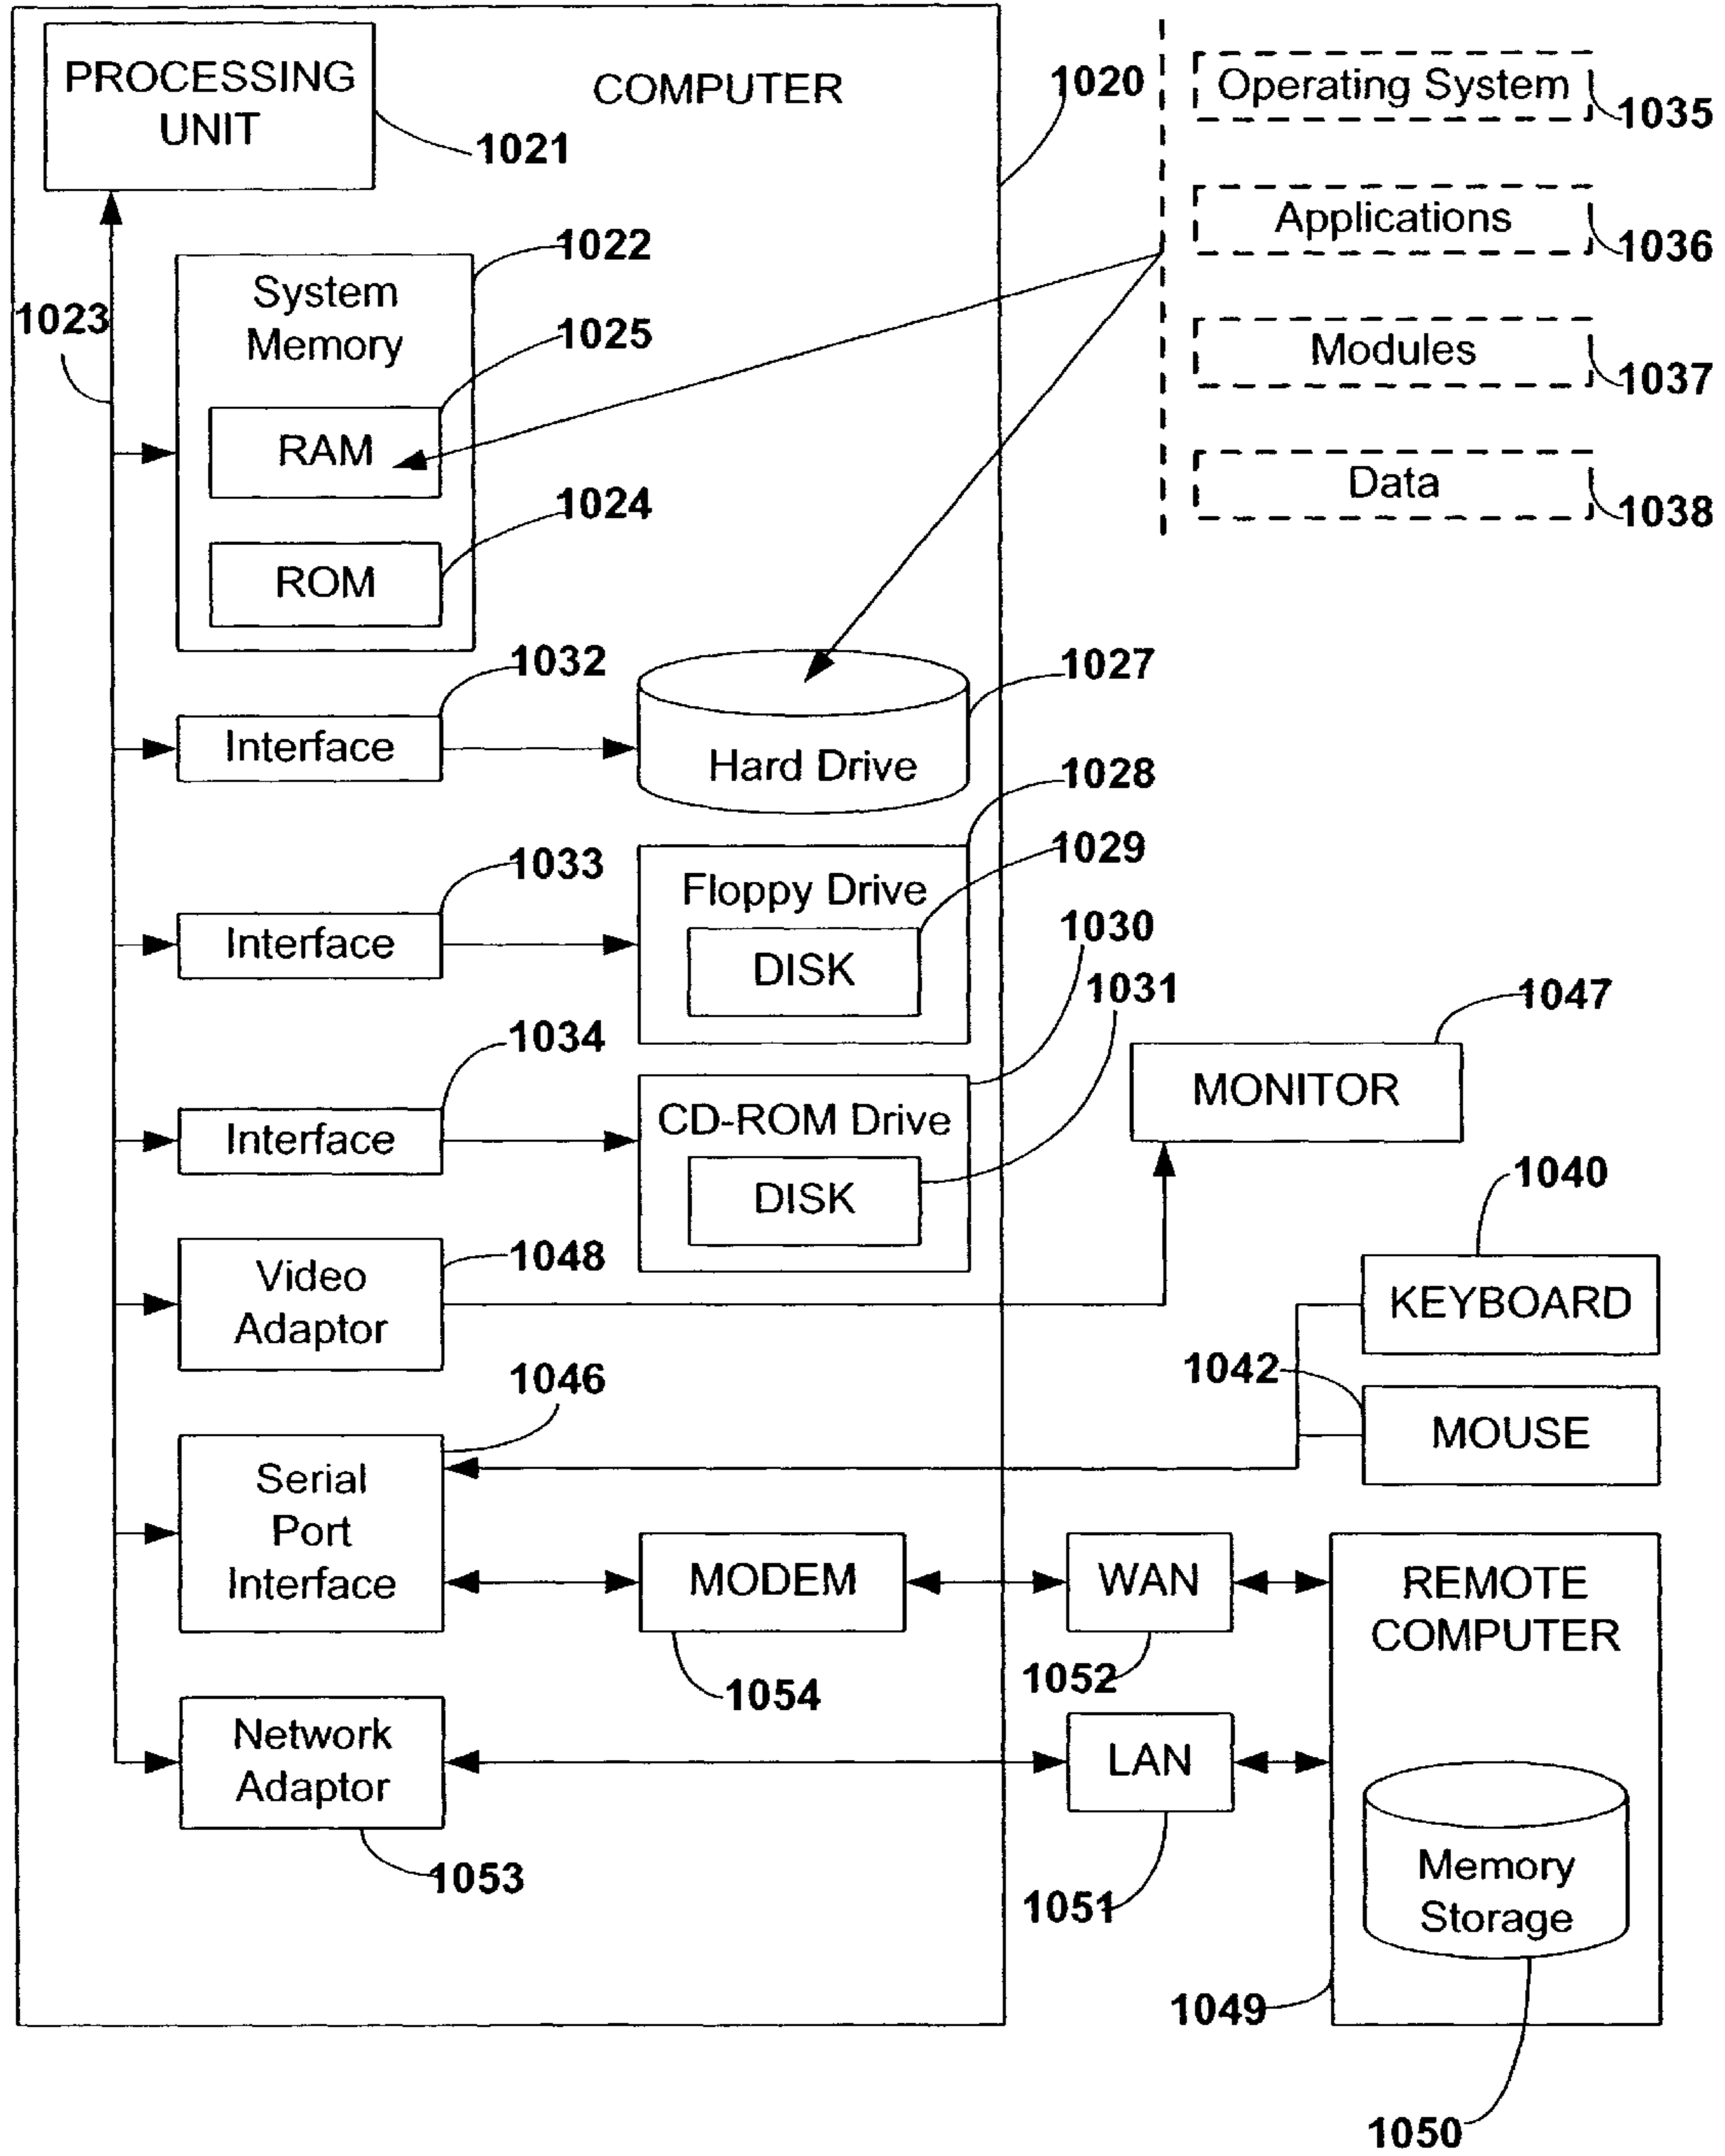 PROCESSING
UNIT
1021
COMPUTER
1020
Operating System
1035
Applications
1036
Modules
1037
Data
1038
1022
System
Memory
1023
1025
RAM
1024
ROM
1032
Interface
1027
Hard Drive
1028
1033
Interface
1029
Floppy Drive
DISK
1030
1031
1034
Interface
CD-ROM Drive
DISK
1047
MONITOR
1048
Video
Adaptor
1040
KEYBOARD
1042
MOUSE
1046
Serial
Port
Interface
MODEM
1054
WAN
1052
REMOTE
COMPUTER
Network
Adaptor
1053
LAN
1051
Memory
Storage
1049
1050